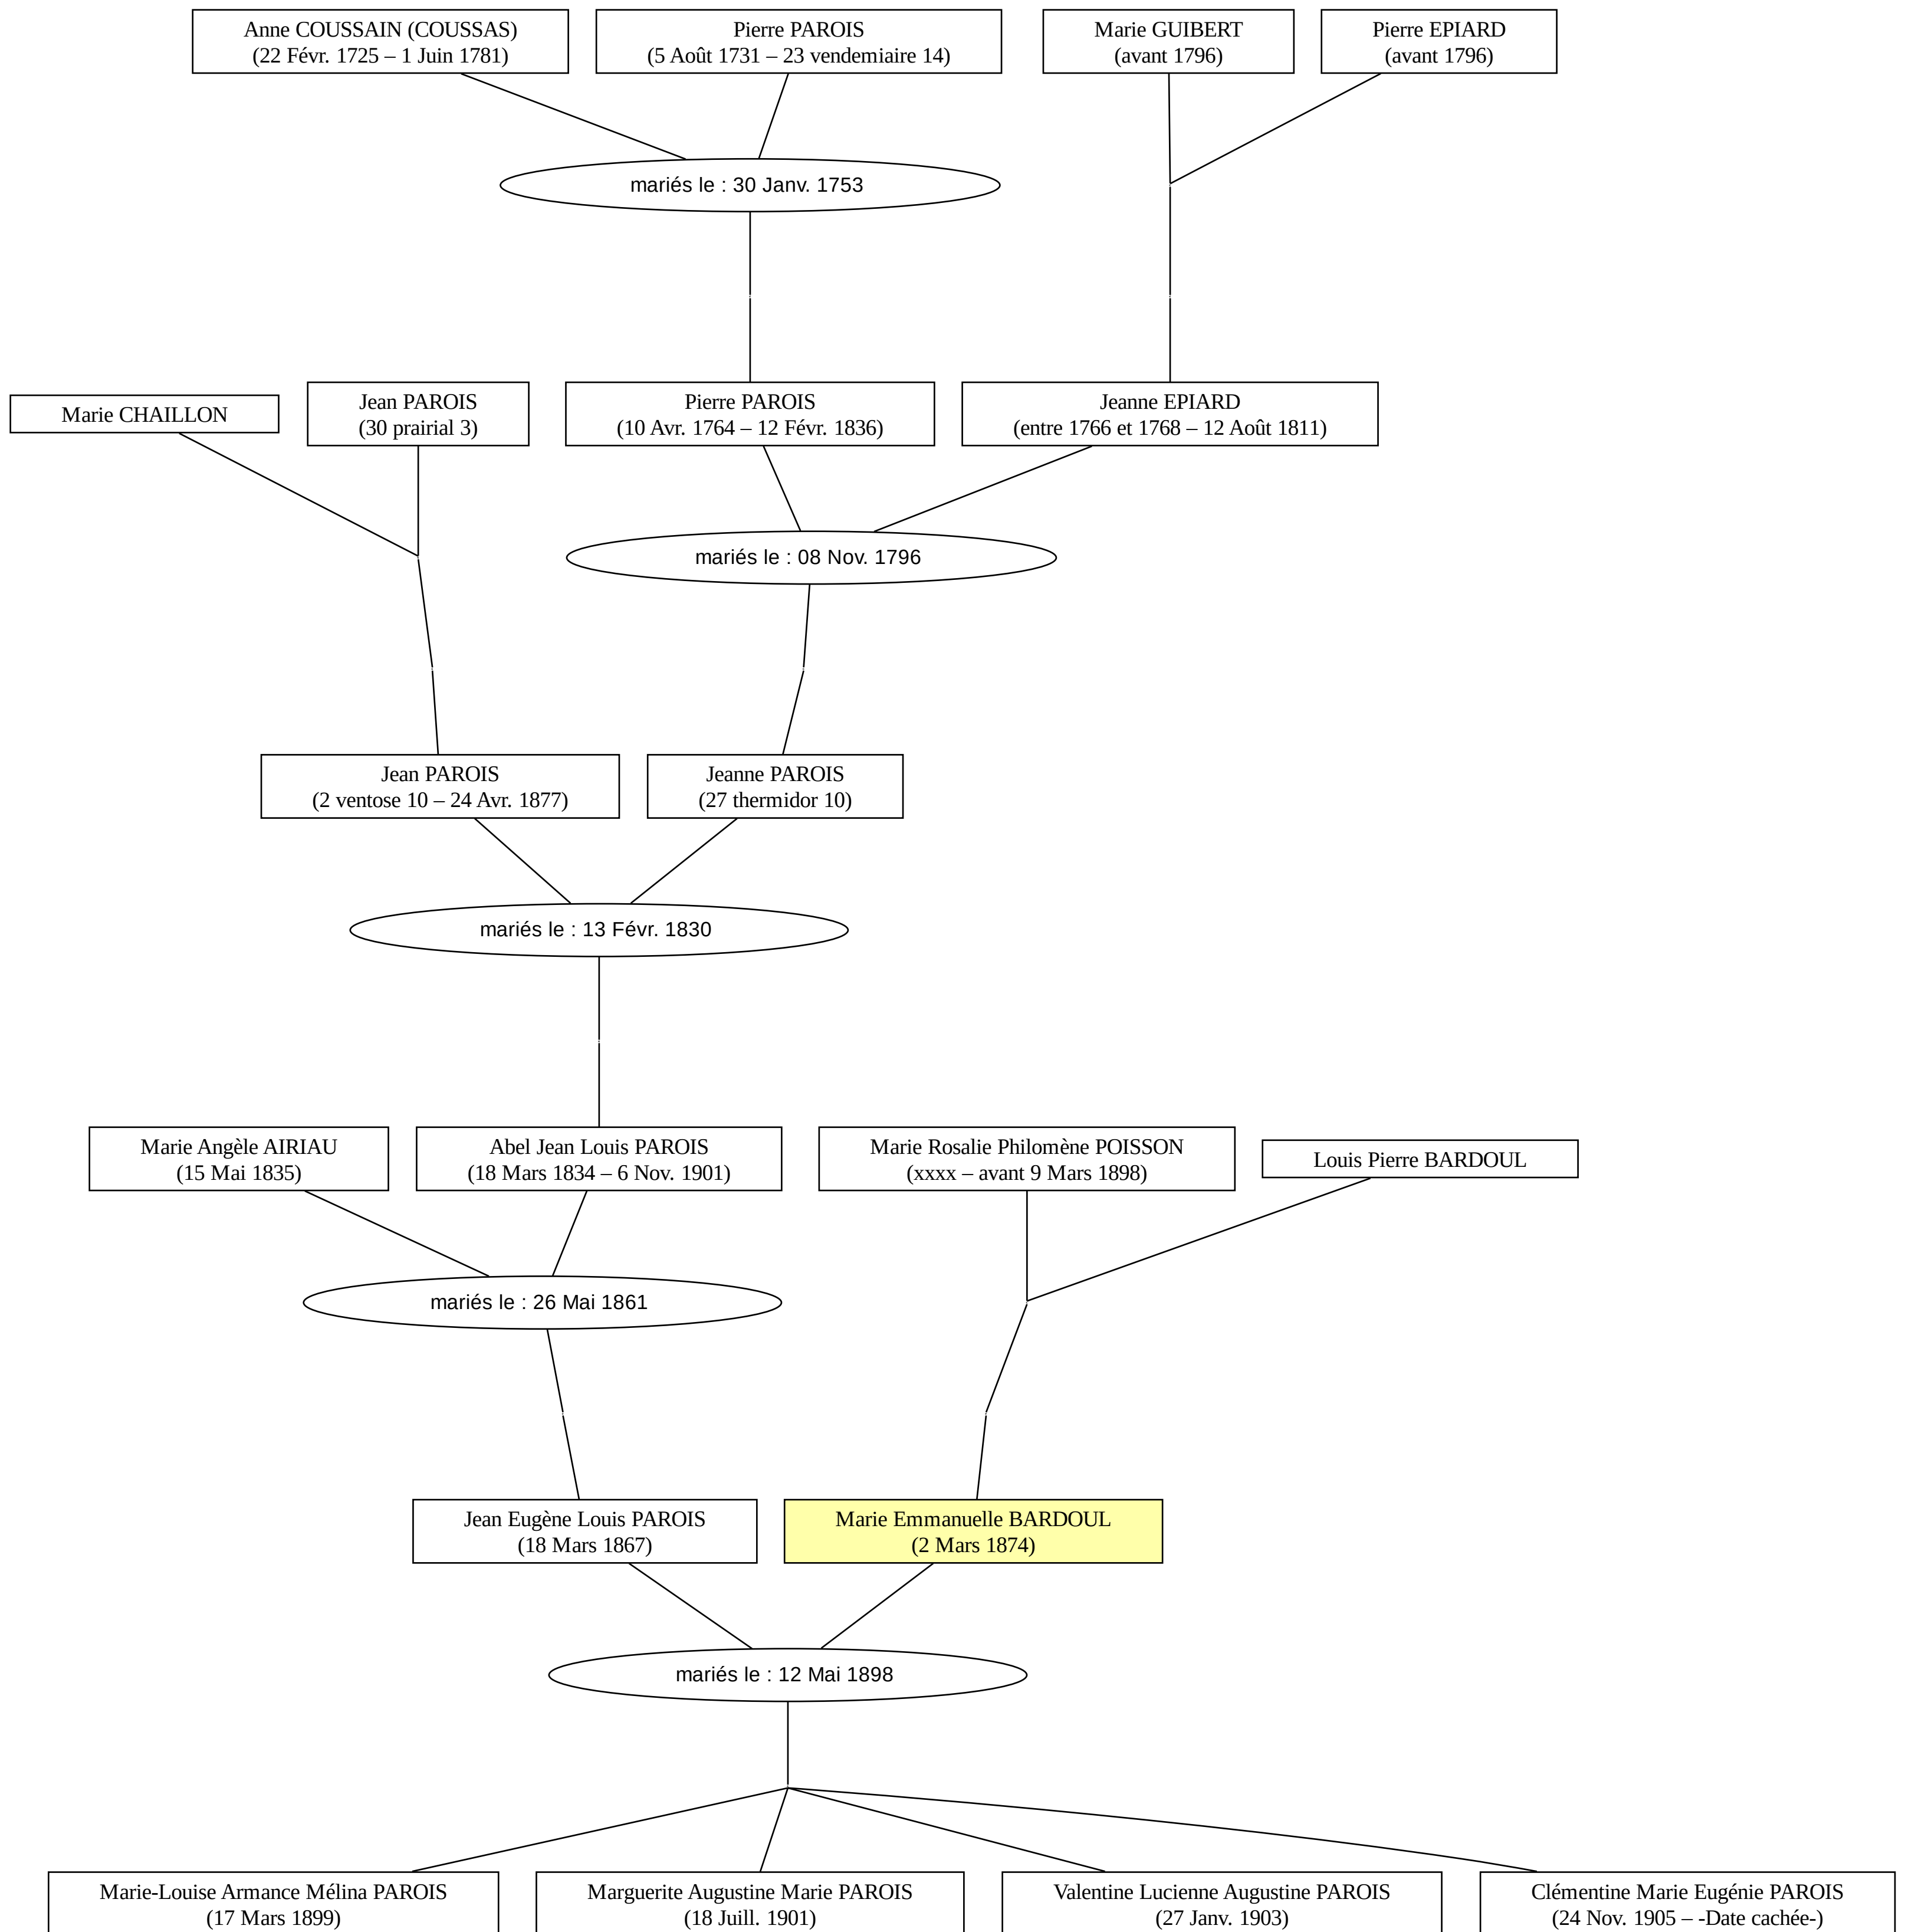 Anne COUSSAIN (COUSSAS)
(22 Févr. 1725 – 1 Juin 1781)
Pierre PAROIS
(5 Août 1731 – 23 vendemiaire 14)
Marie GUIBERT
(avant 1796)
Pierre EPIARD
(avant 1796)
mariés le : 30 Janv. 1753
Marie CHAILLON
Jean PAROIS
(30 prairial 3)
Pierre PAROIS
(10 Avr. 1764 – 12 Févr. 1836)
Jeanne EPIARD
(entre 1766 et 1768 – 12 Août 1811)
mariés le : 08 Nov. 1796
Jean PAROIS
(2 ventose 10 – 24 Avr. 1877)
Jeanne PAROIS
(27 thermidor 10)
mariés le : 13 Févr. 1830
Marie Angèle AIRIAU
(15 Mai 1835)
Abel Jean Louis PAROIS
(18 Mars 1834 – 6 Nov. 1901)
Marie Rosalie Philomène POISSON
(xxxx – avant 9 Mars 1898)
Louis Pierre BARDOUL
mariés le : 26 Mai 1861
Jean Eugène Louis PAROIS
(18 Mars 1867)
Marie Emmanuelle BARDOUL
(2 Mars 1874)
mariés le : 12 Mai 1898
Marie-Louise Armance Mélina PAROIS
(17 Mars 1899)
Marguerite Augustine Marie PAROIS
(18 Juill. 1901)
Valentine Lucienne Augustine PAROIS
(27 Janv. 1903)
Clémentine Marie Eugénie PAROIS
(24 Nov. 1905 – -Date cachée-)